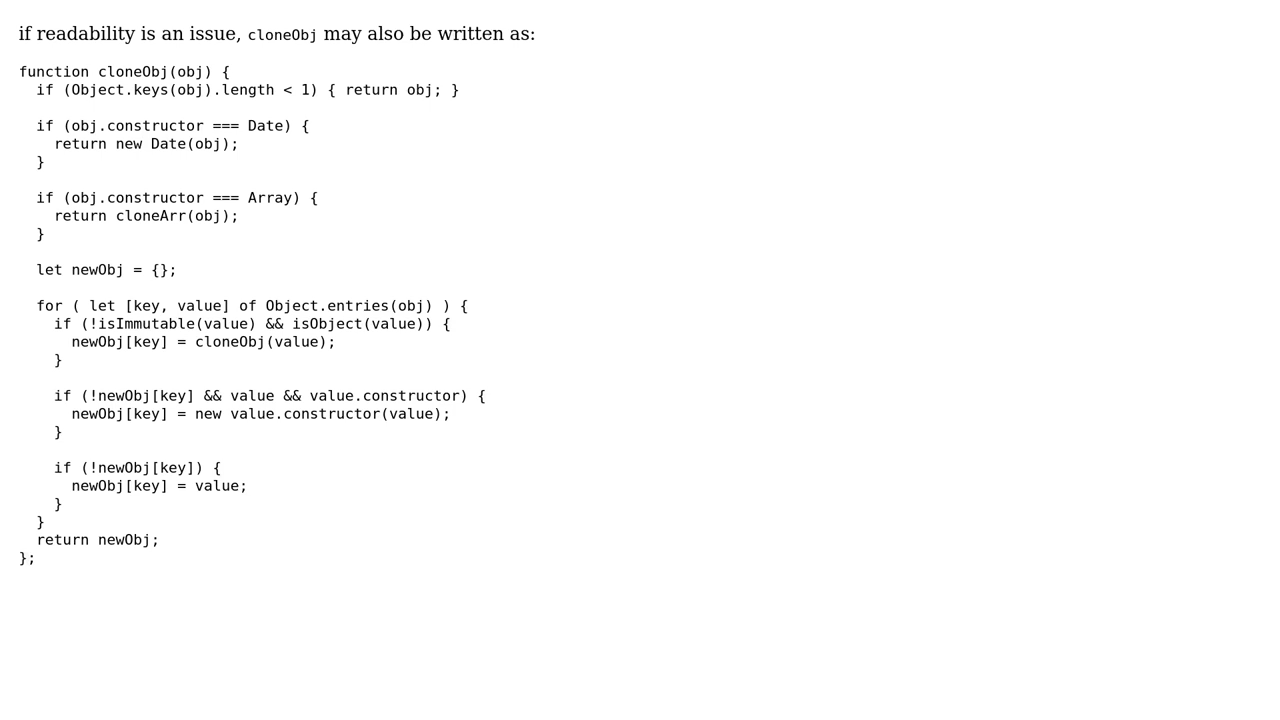 if readability is an issue, cloneObj may also be written as:
function cloneObj(obj) {
  if (Object.keys(obj).length < 1) { return obj; }

  if (obj.constructor === Date) {
    return new Date(obj);
  }

  if (obj.constructor === Array) {
    return cloneArr(obj);
  }

  let newObj = {};

  for ( let [key, value] of Object.entries(obj) ) {
    if (!isImmutable(value) && isObject(value)) {
      newObj[key] = cloneObj(value);
    }

    if (!newObj[key] && value && value.constructor) {
      newObj[key] = new value.constructor(value);
    }

    if (!newObj[key]) {
      newObj[key] = value;
    }
  }
  return newObj;
};